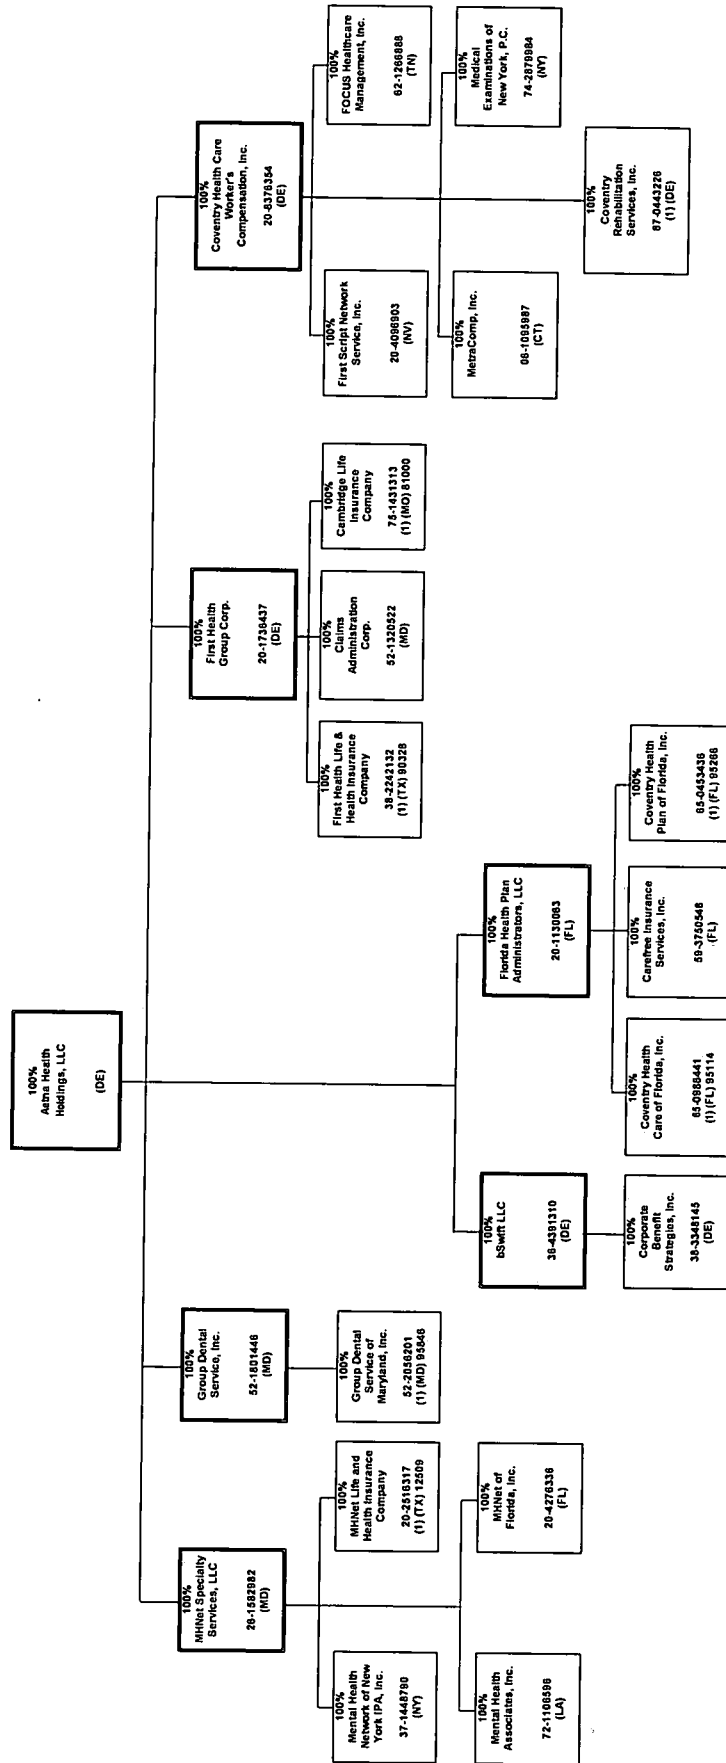 100%
Aetna Health
Holdings, LLC
(DE)
100%
MHNet Specialty
Services, LLC
26-1582982
(MD)
100%
Group Dental
Service, Inc.
52-1801446
(MD)
100%
First Health
Group Corp.
20-1736437
(DE)
100%
Coventry Health Care
Worker's
Compensation, Inc.
20-8376354
(DE)
100%
Mental Health
Network of New
York IPA, Inc.
37-1448790
(NY)
100%
MHNet Life and
Health Insurance
Company
20-2516317
(1) (TX) 12509
100%
Group Dental
Service of
Maryland, Inc.
52-2058201
(1) (MD) 95846
100%
First Health Life &
Health Insurance
Company
38-2242132
(1) (TX) 90328
100%
Claims
Administration
Corp.
52-1320522
(MD)
100%
Cambridge Life
Insurance
Company
75-1431313
(1) (MO) 81000
100%
First Script Network
Service, Inc.
20-4096903
(NV)
100%
FOCUS Healthcare
Management, Inc.
62-1266888
(TN)
100%
Mental Health
Associates, Inc.
72-1106596
(LA)
100%
MHNet of
Florida, Inc.
20-4276336
(FL)
100%
bSwift LLC
36-4391310
(DE)
100%
Florida Health Plan
Administrators, LLC
20-1130063
(FL)
100%
MetraComp, Inc.
06-1095987
(CT)
100%
Medical
Examinations of
New York, P.C.
74-2879984
(NY)
100%
Corporate
Benefit
Strategies, Inc.
38-3348145
(DE)
100%
Coventry Health
Care of Florida, Inc.
65-0986441
(1) (FL) 95114
100%
Carefree Insurance
Services, Inc.
59-3750548
(FL)
100%
Coventry Health
Plan of Florida, Inc.
65-0453436
(1) (FL) 95266
100%
Coventry
Rehabilitation
Services, Inc.
87-0443226
(1) (DE)